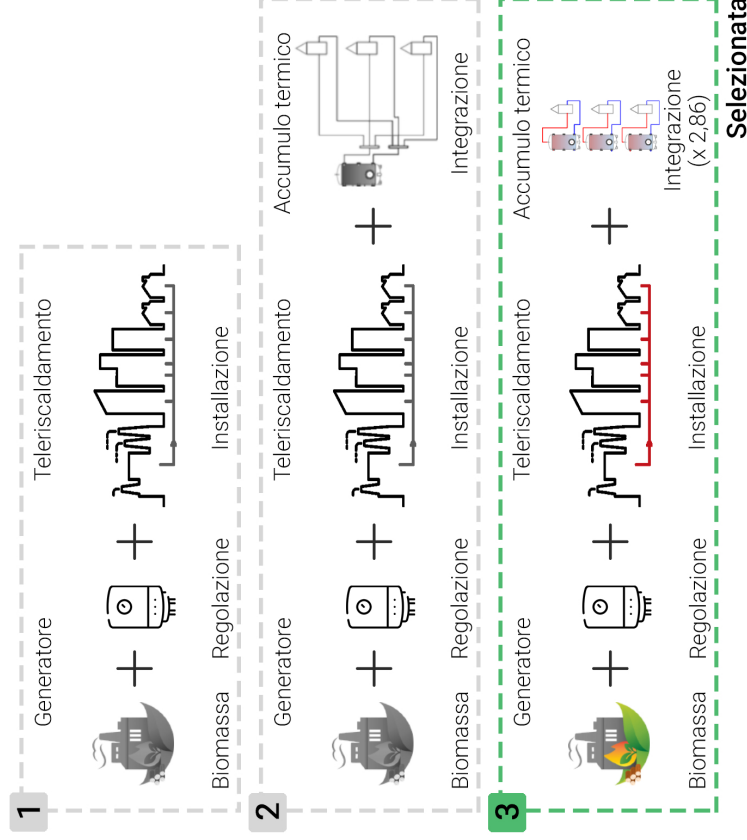 1
Generatore
Teleriscaldamento
Biomassa
Regolazione
Installazione
2
Generatore
Teleriscaldamento
Accumulo termico
Biomassa
Regolazione
Installazione
Integrazione
3
Generatore
Teleriscaldamento
Accumulo termico
Biomassa
Regolazione
Installazione
Integrazione
(x 2,86)
Selezionata